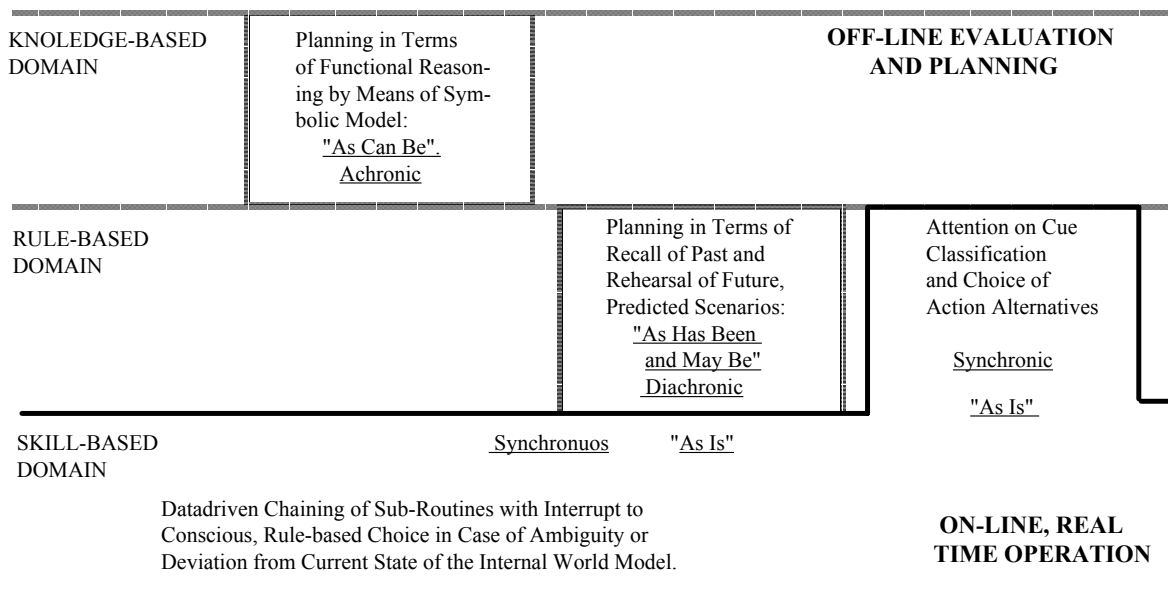 KNOLEDGE-BASED
DOMAIN
Planning in Terms
of Functional Reason-
ing by Means of Sym-
bolic Model:
"As Can Be".
Achronic
OFF-LINE EVALUATION
AND PLANNING
RULE-BASED
DOMAIN
Planning in Terms of
Recall of Past and
Rehearsal of Future,
Predicted Scenarios:
"As Has Been
and May Be"
Diachronic
Attention on Cue
Classification
and Choice of
Action Alternatives
Synchronic
"As Is"
SKILL-BASED
DOMAIN
Synchronuos "As Is"
Datadriven Chaining of Sub-Routines with Interrupt to
Conscious, Rule-based Choice in Case of Ambiguity or
Deviation from Current State of the Internal World Model.
ON-LINE, REAL
TIME OPERATION